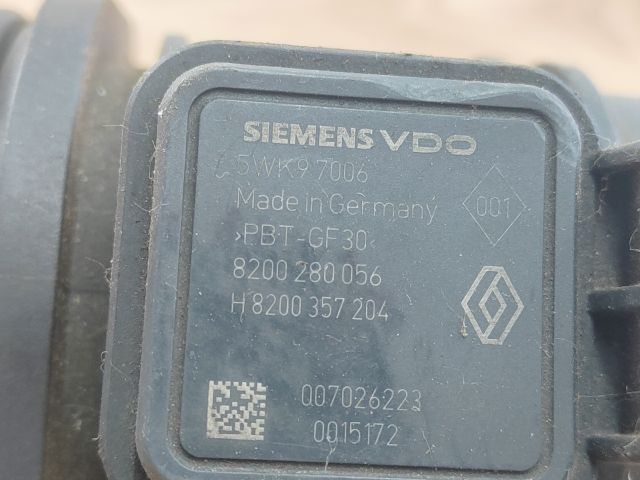 SIEMENS VDO
5WK9 7006
Made in Germany
001
>PBT-GF30<
8200 280 056
H 8200 357 204
007026223
0015172